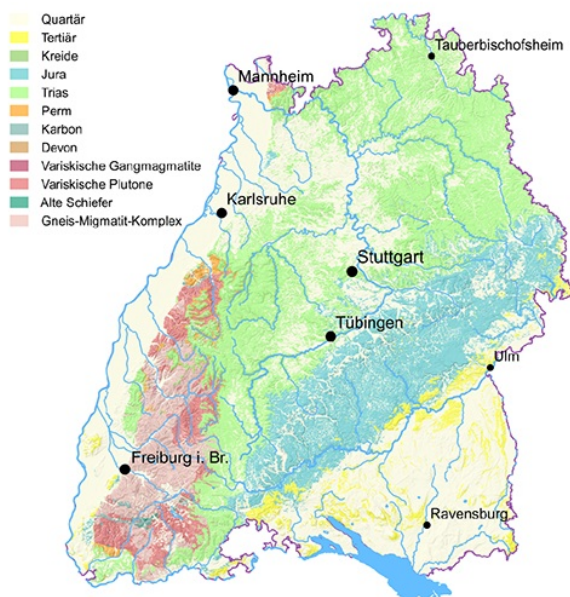 Quartär
Tertiär
Kreide
Jura
Trias
Perm
Karbon
Devon
Variskische Gangmagmatite
Variskische Plutone
Alte Schiefer
Gneis-Migmatit-Komplex
Tauberbischofsheim
Mannheim
Karlsruhe
Stuttgart
Tübingen
Ulm
Freiburg i. Br.
Ravensburg